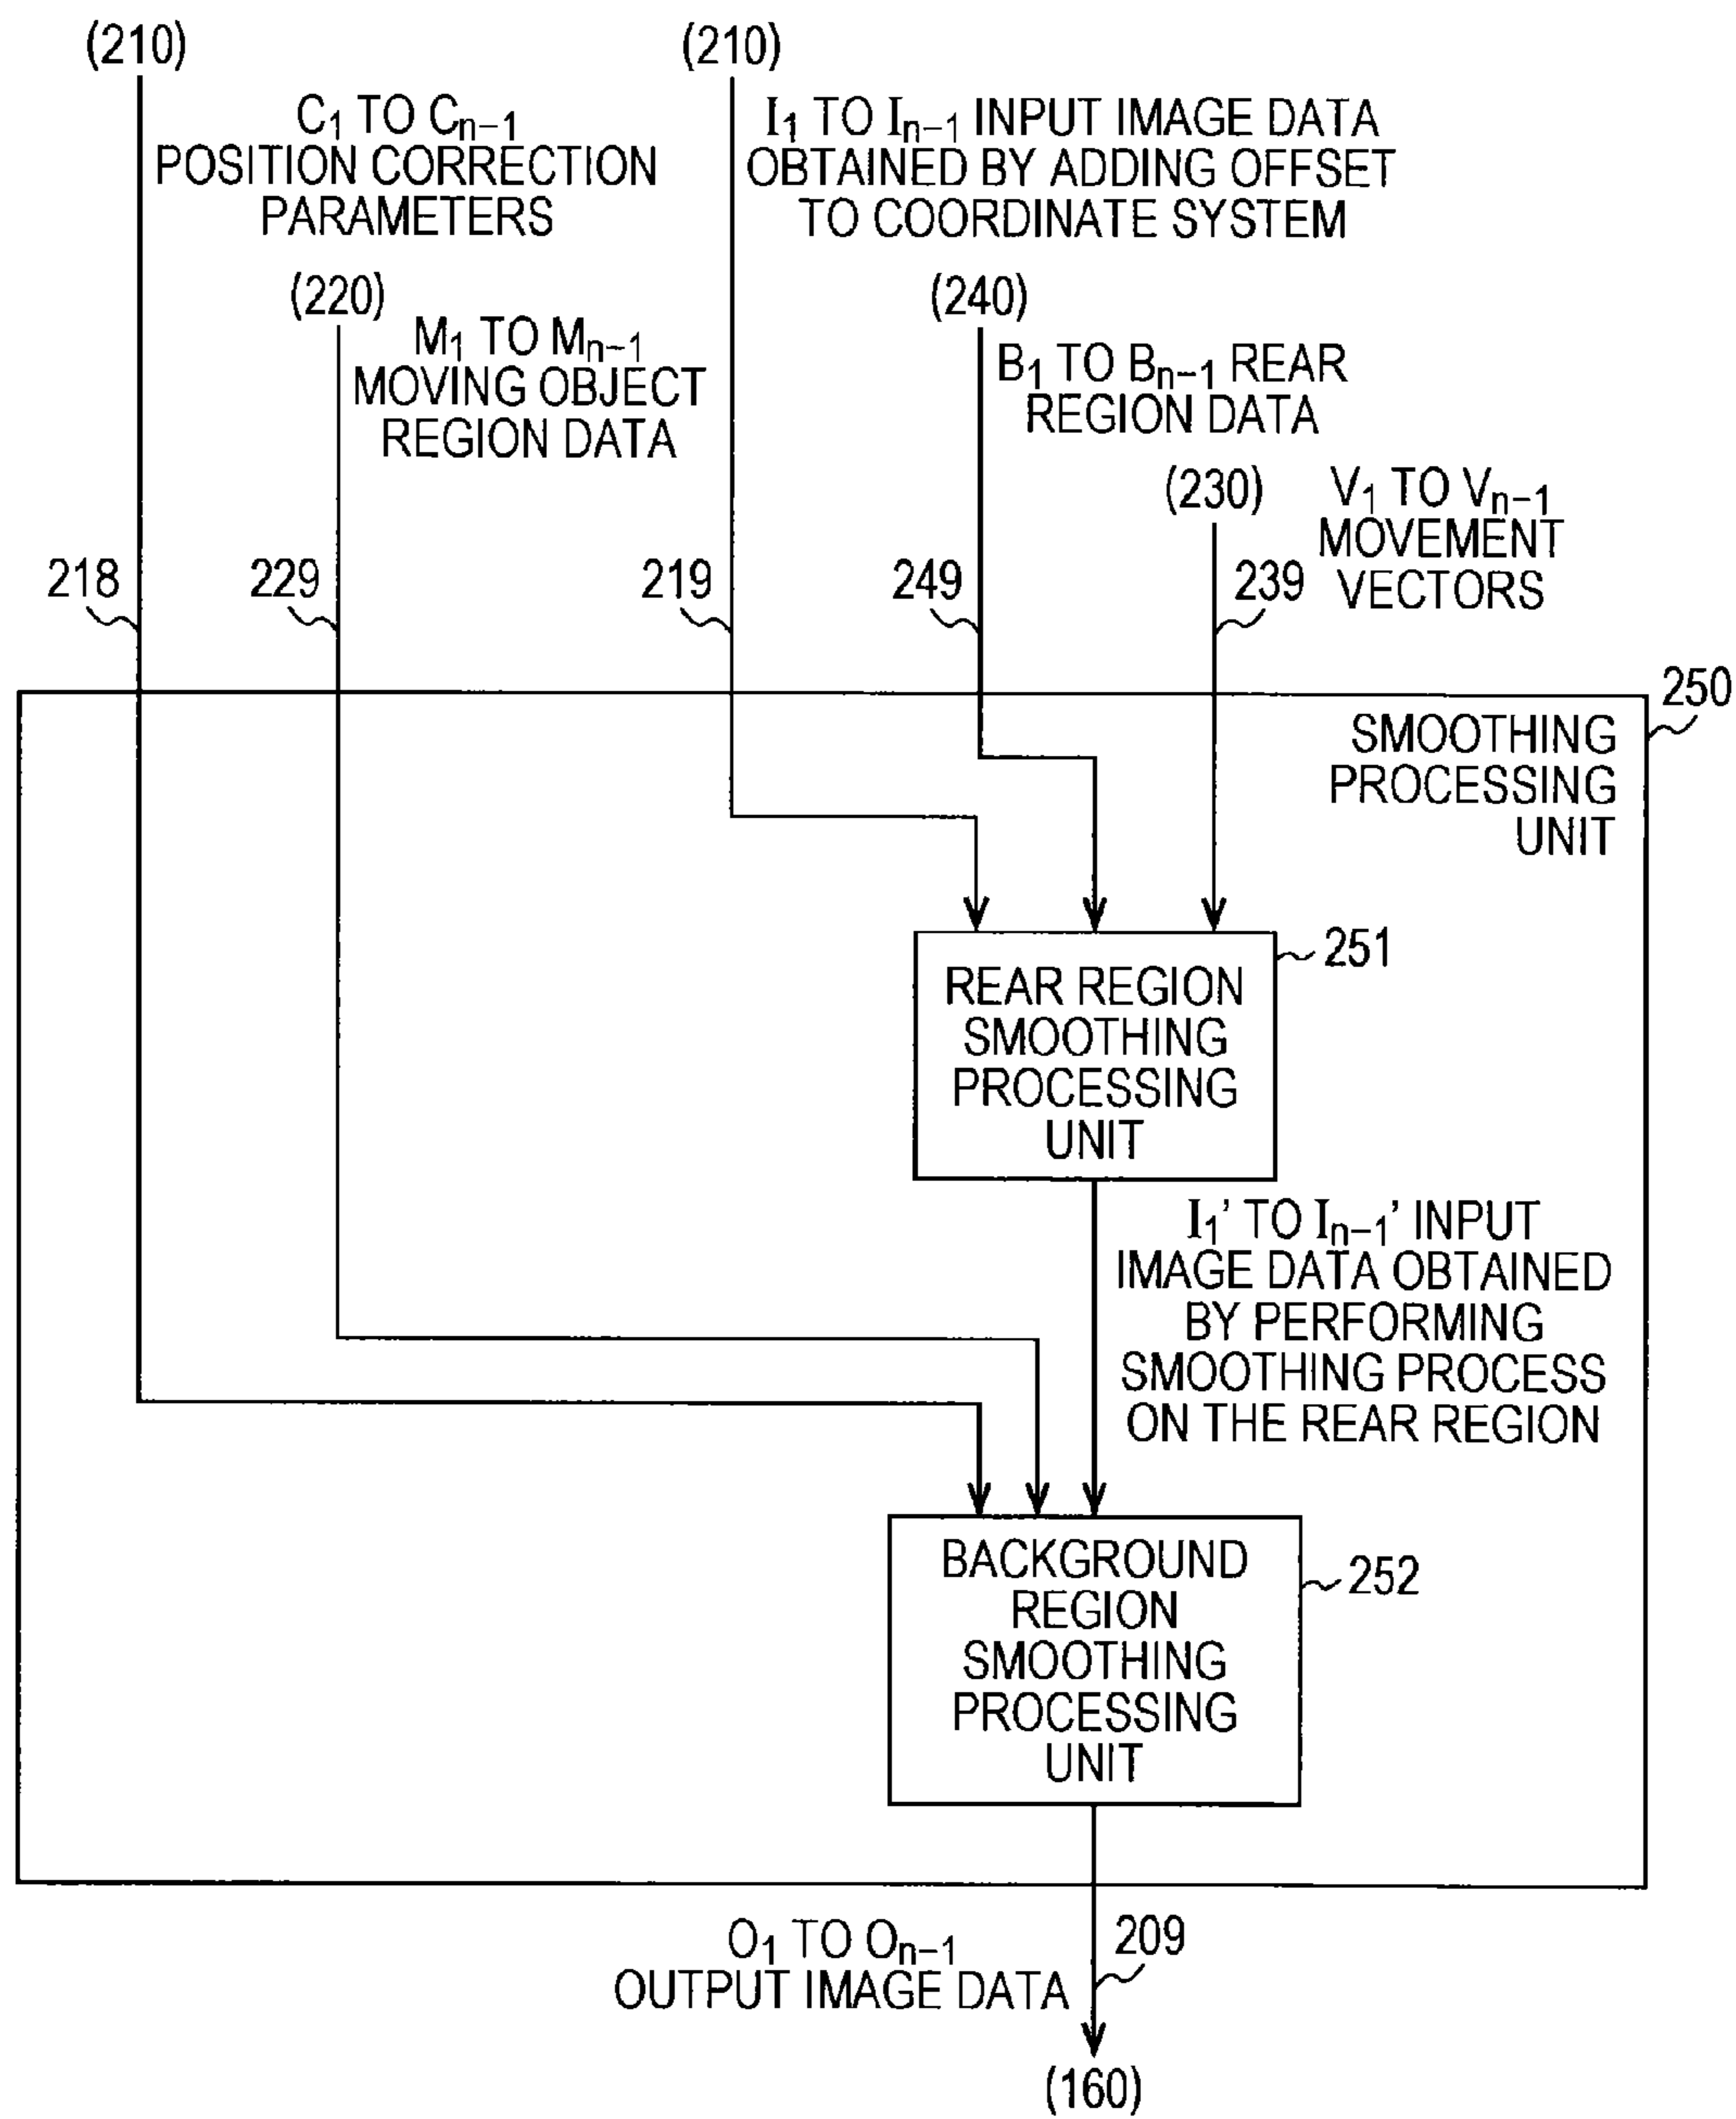 (210)
(210)
C₁ TO Cₙ₋₁
POSITION CORRECTION
PARAMETERS
I₁ TO Iₙ₋₁ INPUT IMAGE DATA
OBTAINED BY ADDING OFFSET
TO COORDINATE SYSTEM
(220)
M₁ TO Mₙ₋₁
MOVING OBJECT
REGION DATA
(240)
B₁ TO Bₙ₋₁ REAR
REGION DATA
(230)
V₁ TO Vₙ₋₁
MOVEMENT
VECTORS
218
229
219
249
239
250
SMOOTHING
PROCESSING
UNIT
251
REAR REGION
SMOOTHING
PROCESSING
UNIT
I₁' TO Iₙ₋₁' INPUT
IMAGE DATA OBTAINED
BY PERFORMING
SMOOTHING PROCESS
ON THE REAR REGION
BACKGROUND
REGION
SMOOTHING
PROCESSING
UNIT
252
O₁ TO Oₙ₋₁
OUTPUT IMAGE DATA
209
(160)